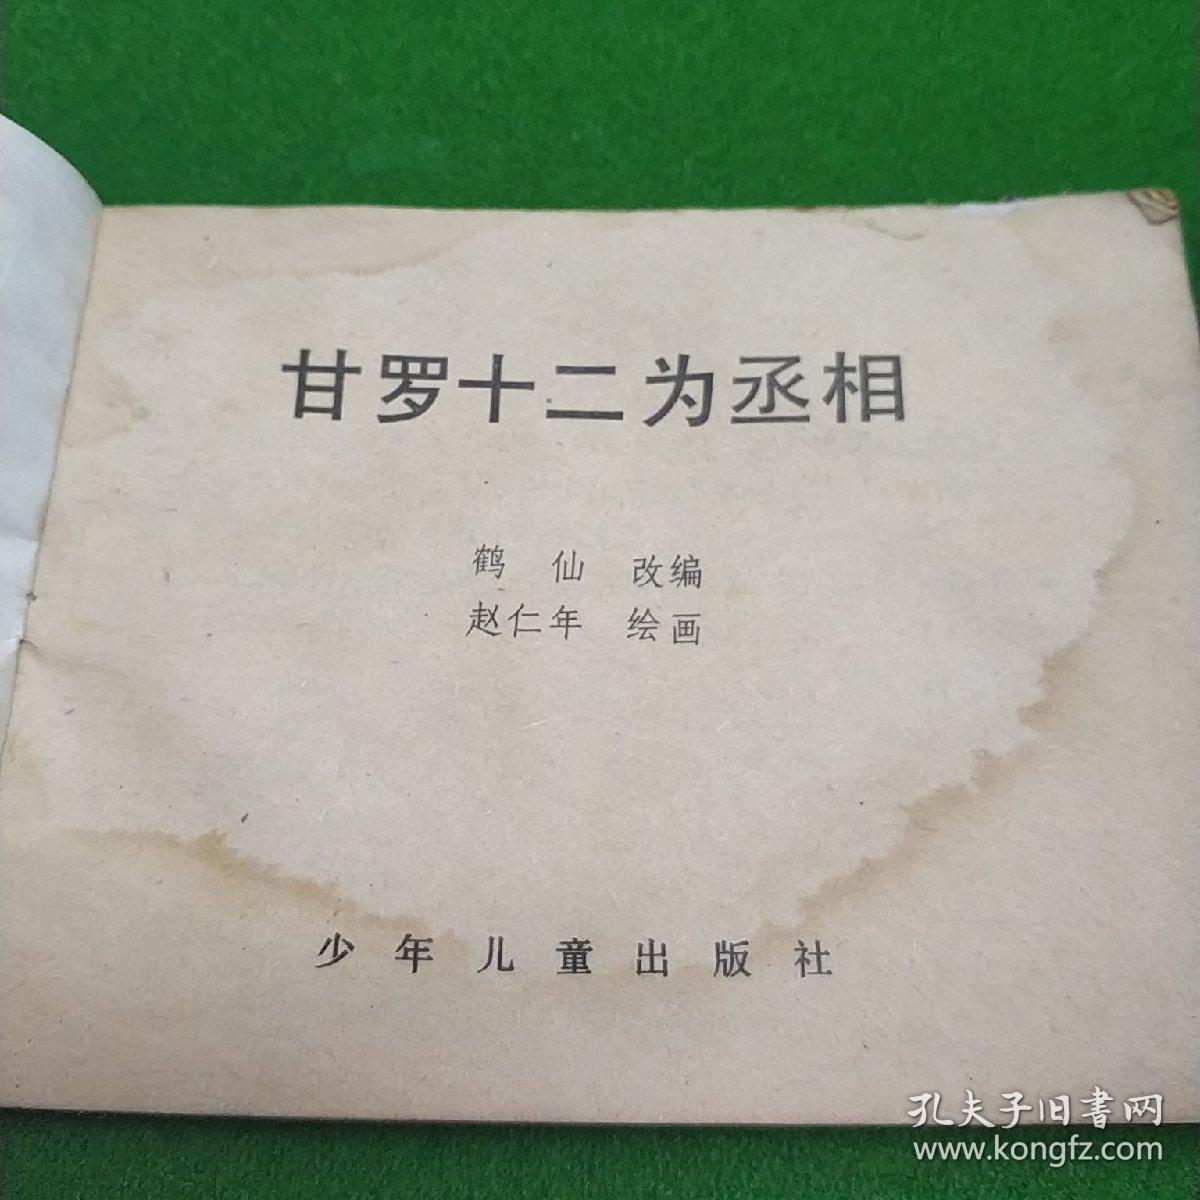 甘罗十二为丞相
鹤 仙 改编
赵仁年 绘画
少年儿童出版社
孔夫子旧書网
www.kongfz.com